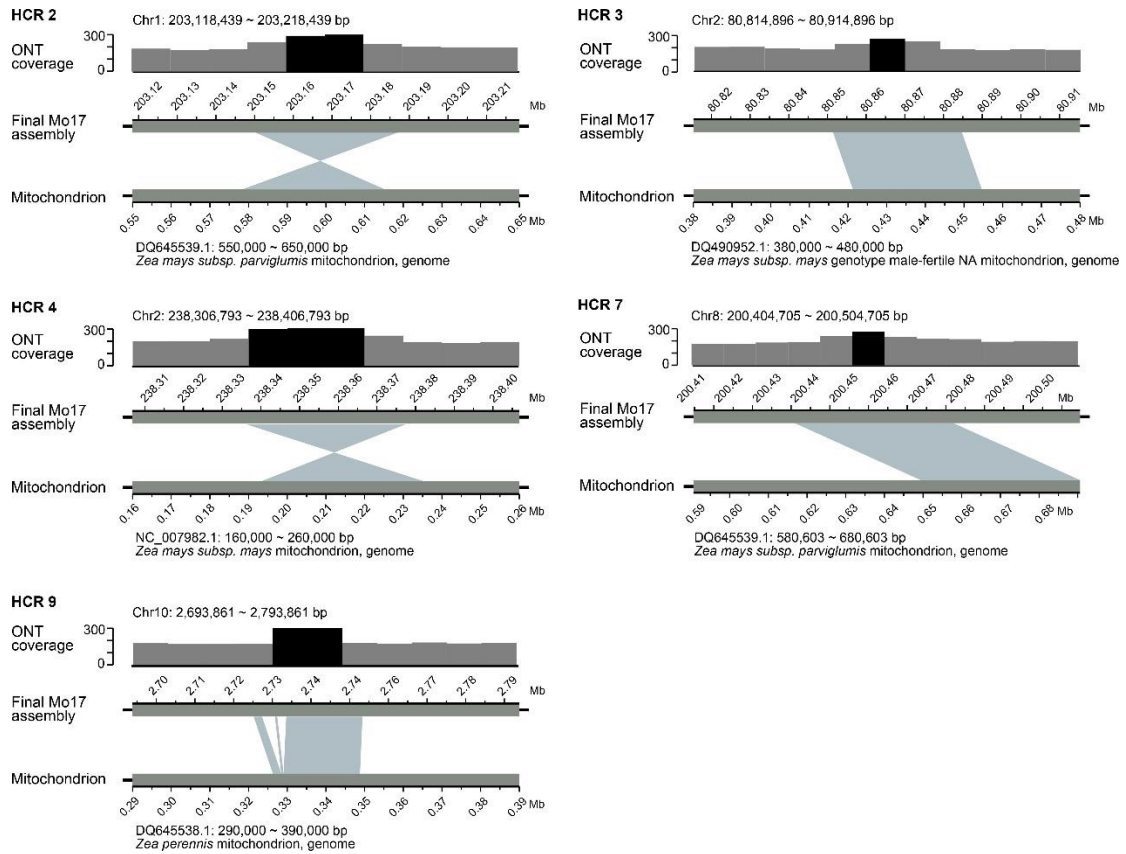 HCR 2
Chr1: 203,118,439 ~ 203,218,439 bp
ONT
coverage
300
0
203.12 203.13 203.14 203.15 203.16 203.17 203.18 203.19 203.20 203.21 Mb
Final Mo17
assembly
Mitochondrion
0.55 0.56 0.57 0.58 0.59 0.60 0.61 0.63 0.64 0.65 Mb
DQ645539.1: 550,000 ~ 650,000 bp
Zea mays subsp. parviglumis mitochondrion, genome
HCR 3
Chr2: 80,814,896 ~ 80,914,896 bp
ONT
coverage
300
0
80.82 80.83 80.84 80.85 80.86 80.87 80.88 80.89 80.90 80.91 Mb
Final Mo17
assembly
Mitochondrion
0.38 0.39 0.40 0.42 0.43 0.44 0.45 0.46 0.47 0.48 Mb
DQ490952.1: 380,000 ~ 480,000 bp
Zea mays subsp. mays genotype male-fertile NA mitochondrion, genome
HCR 4
Chr2: 238,306,793 ~ 238,406,793 bp
ONT
coverage
300
0
238.31 238.32 238.33 238.34 238.35 238.36 238.37 238.38 238.39 238.40 Mb
Final Mo17
assembly
Mitochondrion
0.16 0.17 0.18 0.19 0.20 0.21 0.22 0.24 0.25 0.26 Mb
NC_007982.1: 160,000 ~ 260,000 bp
Zea mays subsp. mays mitochondrion, genome
HCR 7
Chr8: 200,404,705 ~ 200,504,705 bp
ONT
coverage
300
0
200.41 200.42 200.43 200.44 200.45 200.46 200.47 200.48 200.49 200.50 Mb
Final Mo17
assembly
Mitochondrion
0.59 0.60 0.61 0.62 0.64 0.65 0.66 0.67 0.68 Mb
DQ645539.1: 580,603 ~ 680,603 bp
Zea mays subsp. parviglumis mitochondrion, genome
HCR 9
Chr10: 2,693,861 ~ 2,793,861 bp
ONT
coverage
300
0
2.70 2.71 2.72 2.73 2.74 2.74 2.76 2.77 2.78 2.79 Mb
Final Mo17
assembly
Mitochondrion
0.29 0.30 0.31 0.32 0.33 0.35 0.36 0.37 0.38 0.39 Mb
DQ645538.1: 290,000 ~ 390,000 bp
Zea perennis mitochondrion, genome